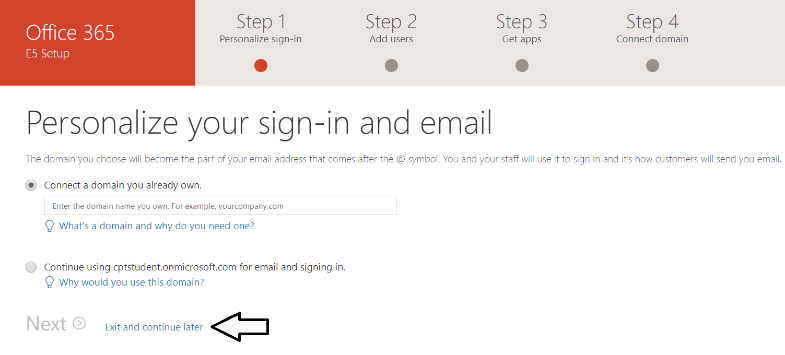 Office 365
E5 Setup
Step 1
Personalize sign-in
Step 2
Add users
Step 3
Get apps
Step 4
Connect domain
Personalize your sign-in and email
The domain you choose will become the part of your email address that comes after the @ symbol. You and your staff will use it to sign in and it's how customers will send you email.
Connect a domain you already own.
Enter the domain name you own. For example, yourcompany.com
What's a domain and why do you need one?
Continue using cptstudent.onmicrosoft.com for email and signing in.
Why would you use this domain?
Next
Exit and continue later